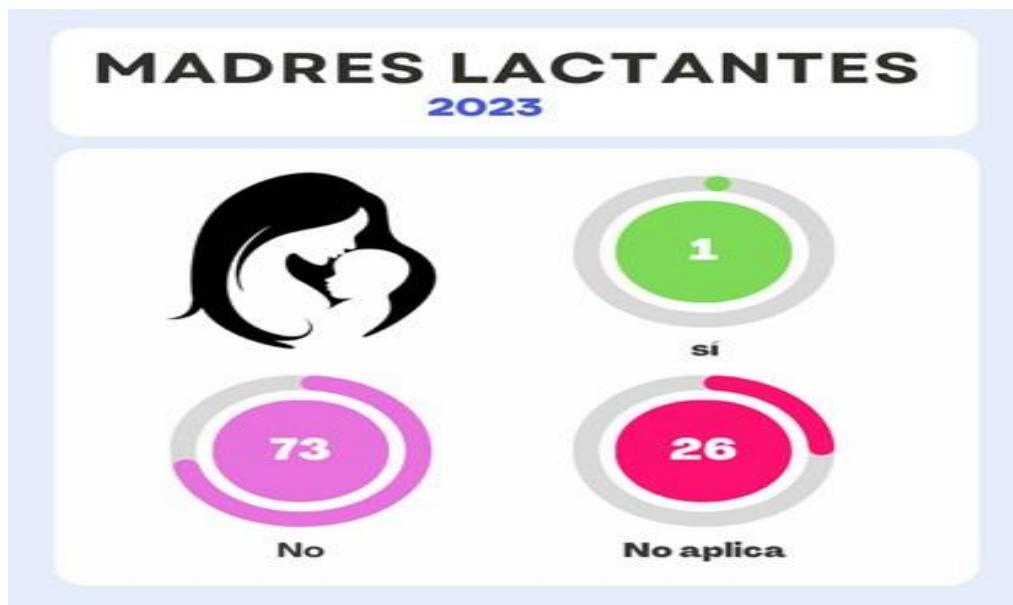 MADRES LACTANTES
2023
1
sí
73
No
26
No aplica